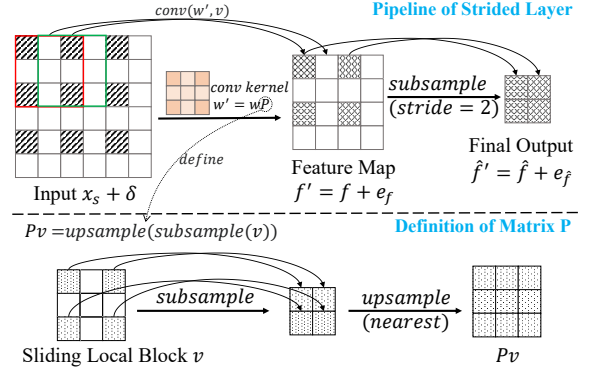 Pipeline of Strided Layer
conv(w′, v)
conv kernel
w′ = wP
subsample
(stride = 2)
define
Input x_s + δ
Feature Map
f′ = f + e_f
Final Output
f̂′ = f̂ + e_f̂
Pv =upsample(subsample(v))
Definition of Matrix P
subsample
upsample
(nearest)
Sliding Local Block v
Pv